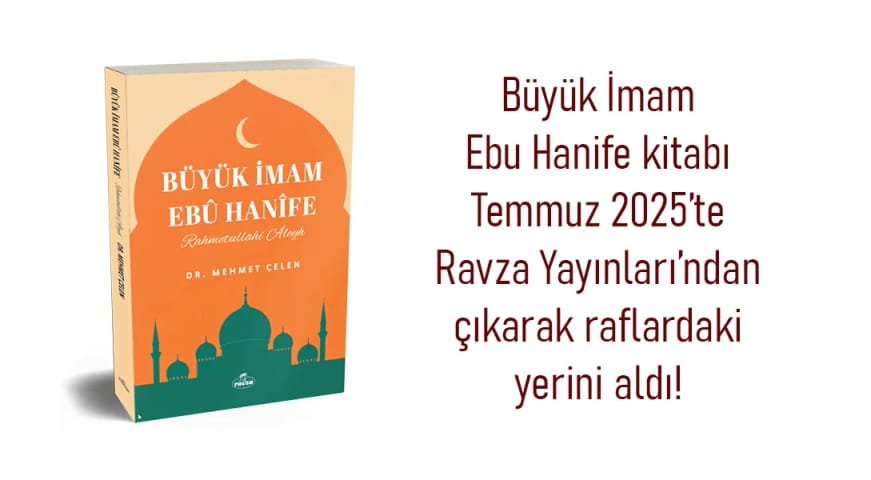 BÜYÜK İMAM EBÛ HANÎFE Rahmetullahi Aleyh DR. MEHMET ÇELEN
BÜYÜK İMAM
EBÛ HANÎFE
Rahmetullahi Aleyh
DR. MEHMET ÇELEN
RAVZA
Büyük İmam
Ebu Hanife kitabı
Temmuz 2025'te
Ravza Yayınları'ndan
çıkarak raflardaki
yerini aldı!